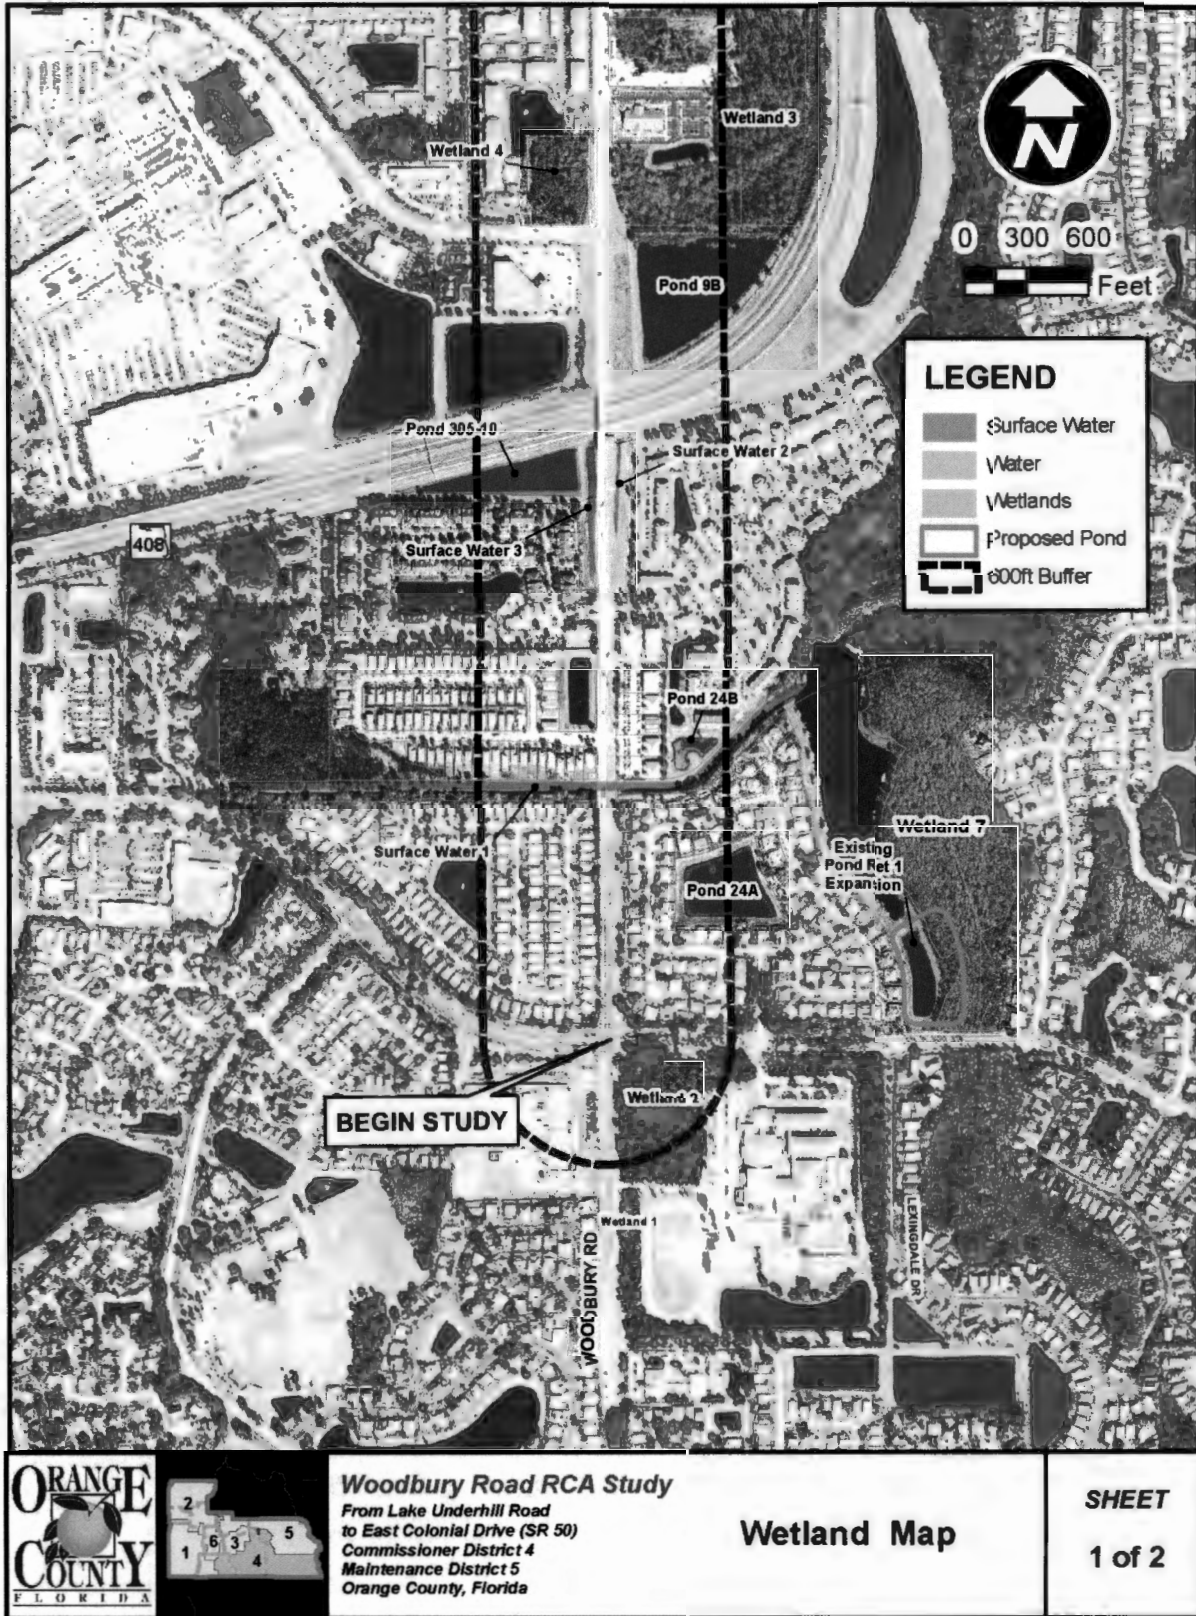 Wetland 3
Wetland 4
N
0 300 600
Feet
Pond 9B
LEGEND
Surface Water
Water
Wetlands
Proposed Pond
600ft Buffer
Pond 305-10
Surface Water 2
408
Surface Water 3
Pond 24B
Wetland 7
Surface Water 1
Existing
Pond Ret 1
Expansion
Pond 24A
BEGIN STUDY
Wetland 2
Wetland 1
WOODBURY RD
LEXINGDALE DR
ORANGE
COUNTY
FLORIDA
2
1
6
3
4
5
Woodbury Road RCA Study
From Lake Underhill Road
to East Colonial Drive (SR 50)
Commissioner District 4
Maintenance District 5
Orange County, Florida
Wetland Map
SHEET
1 of 2